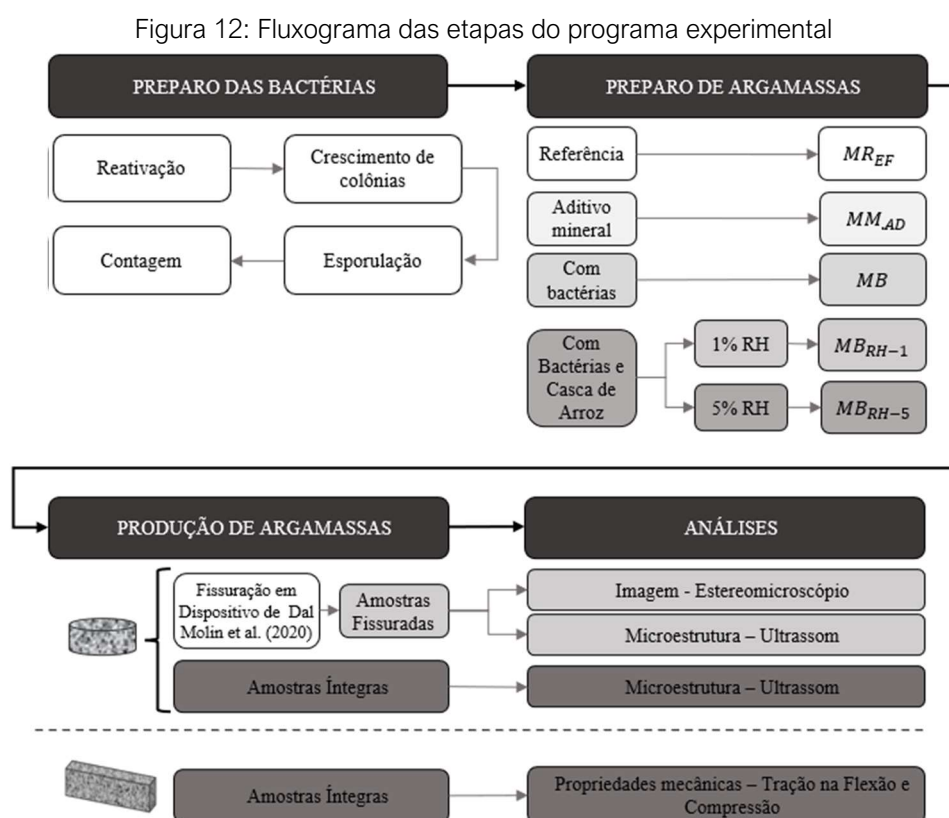 Figura 12: Fluxograma das etapas do programa experimental
PREPARO DAS BACTÉRIAS
Reativação
Crescimento de
colônias
Contagem
Esporulação
PREPARO DE ARGAMASSAS
Referência
MR_EF
Aditivo
mineral
MM_.AD
Com
bactérias
MB
Com
Bactérias e
Casca de
Arroz
1% RH
MB_RH−1
5% RH
MB_RH−5
PRODUÇÃO DE ARGAMASSAS
ANÁLISES
Fissuração em
Dispositivo de Dal
Molin et al. (2020)
Amostras
Fissuradas
Imagem - Estereomicroscópio
Microestrutura – Ultrassom
Amostras Íntegras
Microestrutura – Ultrassom
Amostras Íntegras
Propriedades mecânicas – Tração na Flexão e
Compressão